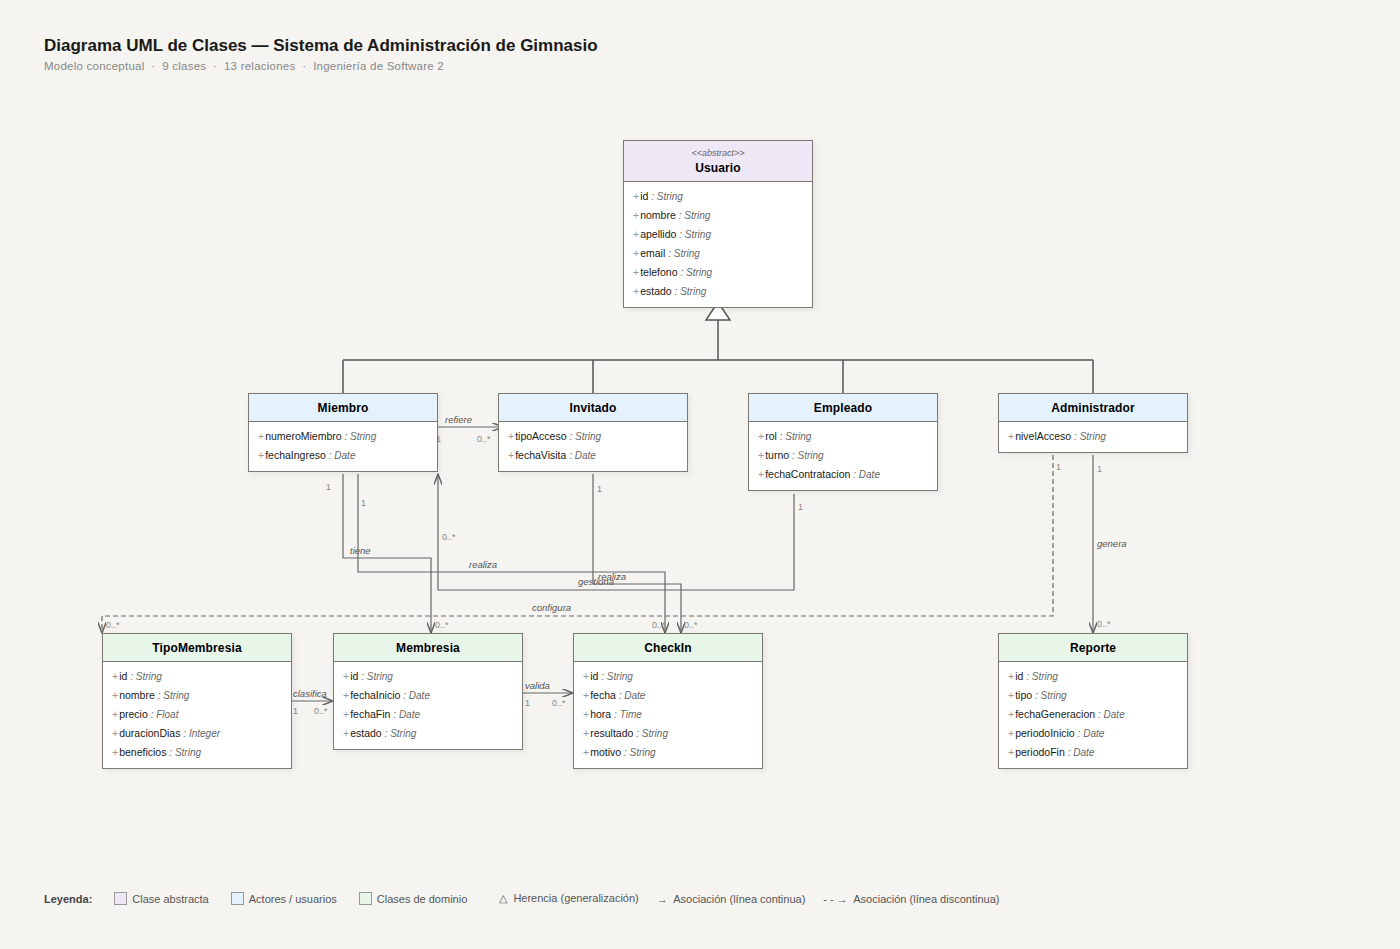 Diagrama UML de Clases — Sistema de Administración de Gimnasio
Modelo conceptual · 9 clases · 13 relaciones · Ingeniería de Software 2
<<abstract>>
Usuario
+id : String
+nombre : String
+apellido : String
+email : String
+telefono : String
+estado : String
Miembro
+numeroMiembro : String
+fechaIngreso : Date
refiere
1 0..*
Invitado
+tipoAcceso : String
+fechaVisita : Date
Empleado
+rol : String
+turno : String
+fechaContratacion : Date
Administrador
+nivelAcceso : String
1
1
1
1
1
1
0..*
tiene
realiza
realiza
gestiona
genera
configura
0..*
0..*
0..*
0..*
0..*
TipoMembresia
+id : String
+nombre : String
+precio : Float
+duracionDias : Integer
+beneficios : String
clasifica
1 0..*
Membresia
+id : String
+fechaInicio : Date
+fechaFin : Date
+estado : String
valida
1 0..*
CheckIn
+id : String
+fecha : Date
+hora : Time
+resultado : String
+motivo : String
Reporte
+id : String
+tipo : String
+fechaGeneracion : Date
+periodoInicio : Date
+periodoFin : Date
Leyenda: Clase abstracta Actores / usuarios Clases de dominio △ Herencia (generalización) → Asociación (línea continua) - - → Asociación (línea discontinua)